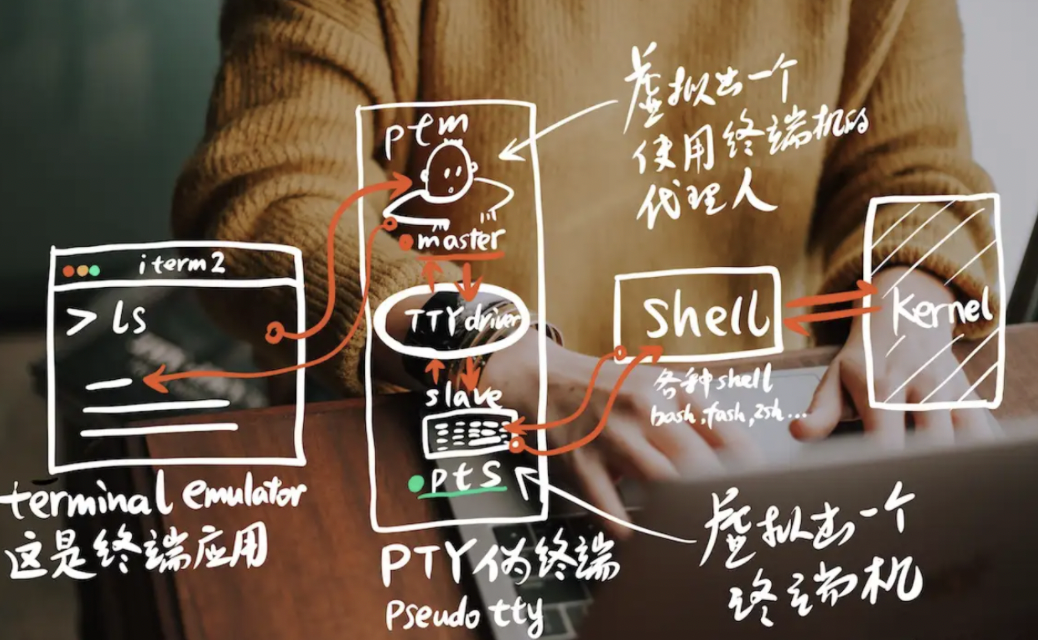 iterm2
> ls
terminal emulator
这是终端应用
ptm
master
TTY driver
slave
pts
PTY伪终端
Pseudo tty
虚拟出一个
使用终端机的
代理人
shell
各种shell
bash,fash,zsh...
Kernel
虚拟出一个
终端机